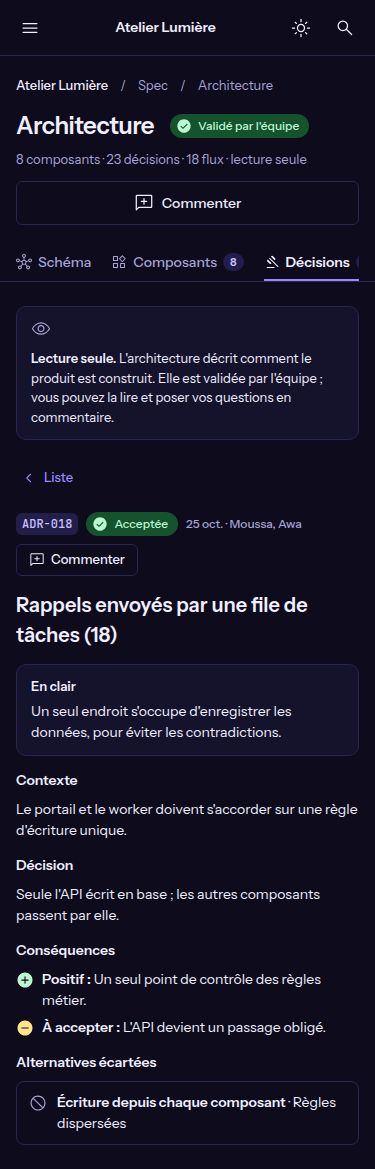 Atelier Lumière
Atelier Lumière / Spec / Architecture
Architecture Validé par l'équipe
8 composants · 23 décisions · 18 flux · lecture seule
Commenter
Schéma Composants 8 Décisions
Lecture seule. L'architecture décrit comment le
produit est construit. Elle est validée par l'équipe ;
vous pouvez la lire et poser vos questions en
commentaire.
Liste
ADR-018 Acceptée 25 oct. · Moussa, Awa
Commenter
Rappels envoyés par une file de
tâches (18)
En clair
Un seul endroit s'occupe d'enregistrer les
données, pour éviter les contradictions.
Contexte
Le portail et le worker doivent s'accorder sur une règle
d'écriture unique.
Décision
Seule l'API écrit en base ; les autres composants
passent par elle.
Conséquences
Positif : Un seul point de contrôle des règles
métier.
À accepter : L'API devient un passage obligé.
Alternatives écartées
Écriture depuis chaque composant · Règles
dispersées